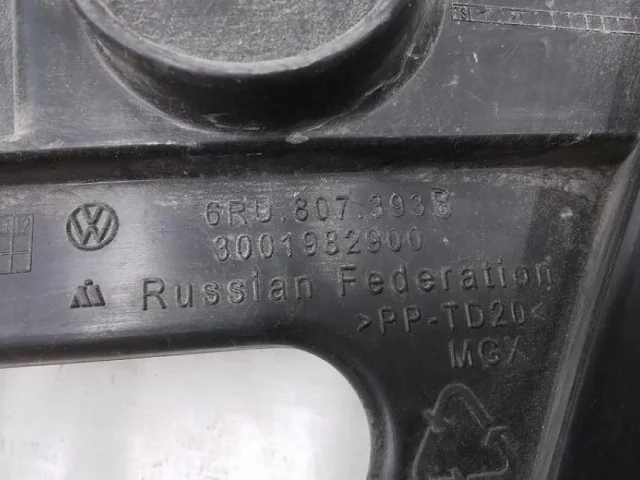 6RU.807.393B
3001982900
Russian Federation
>PP-TD20<
MGX